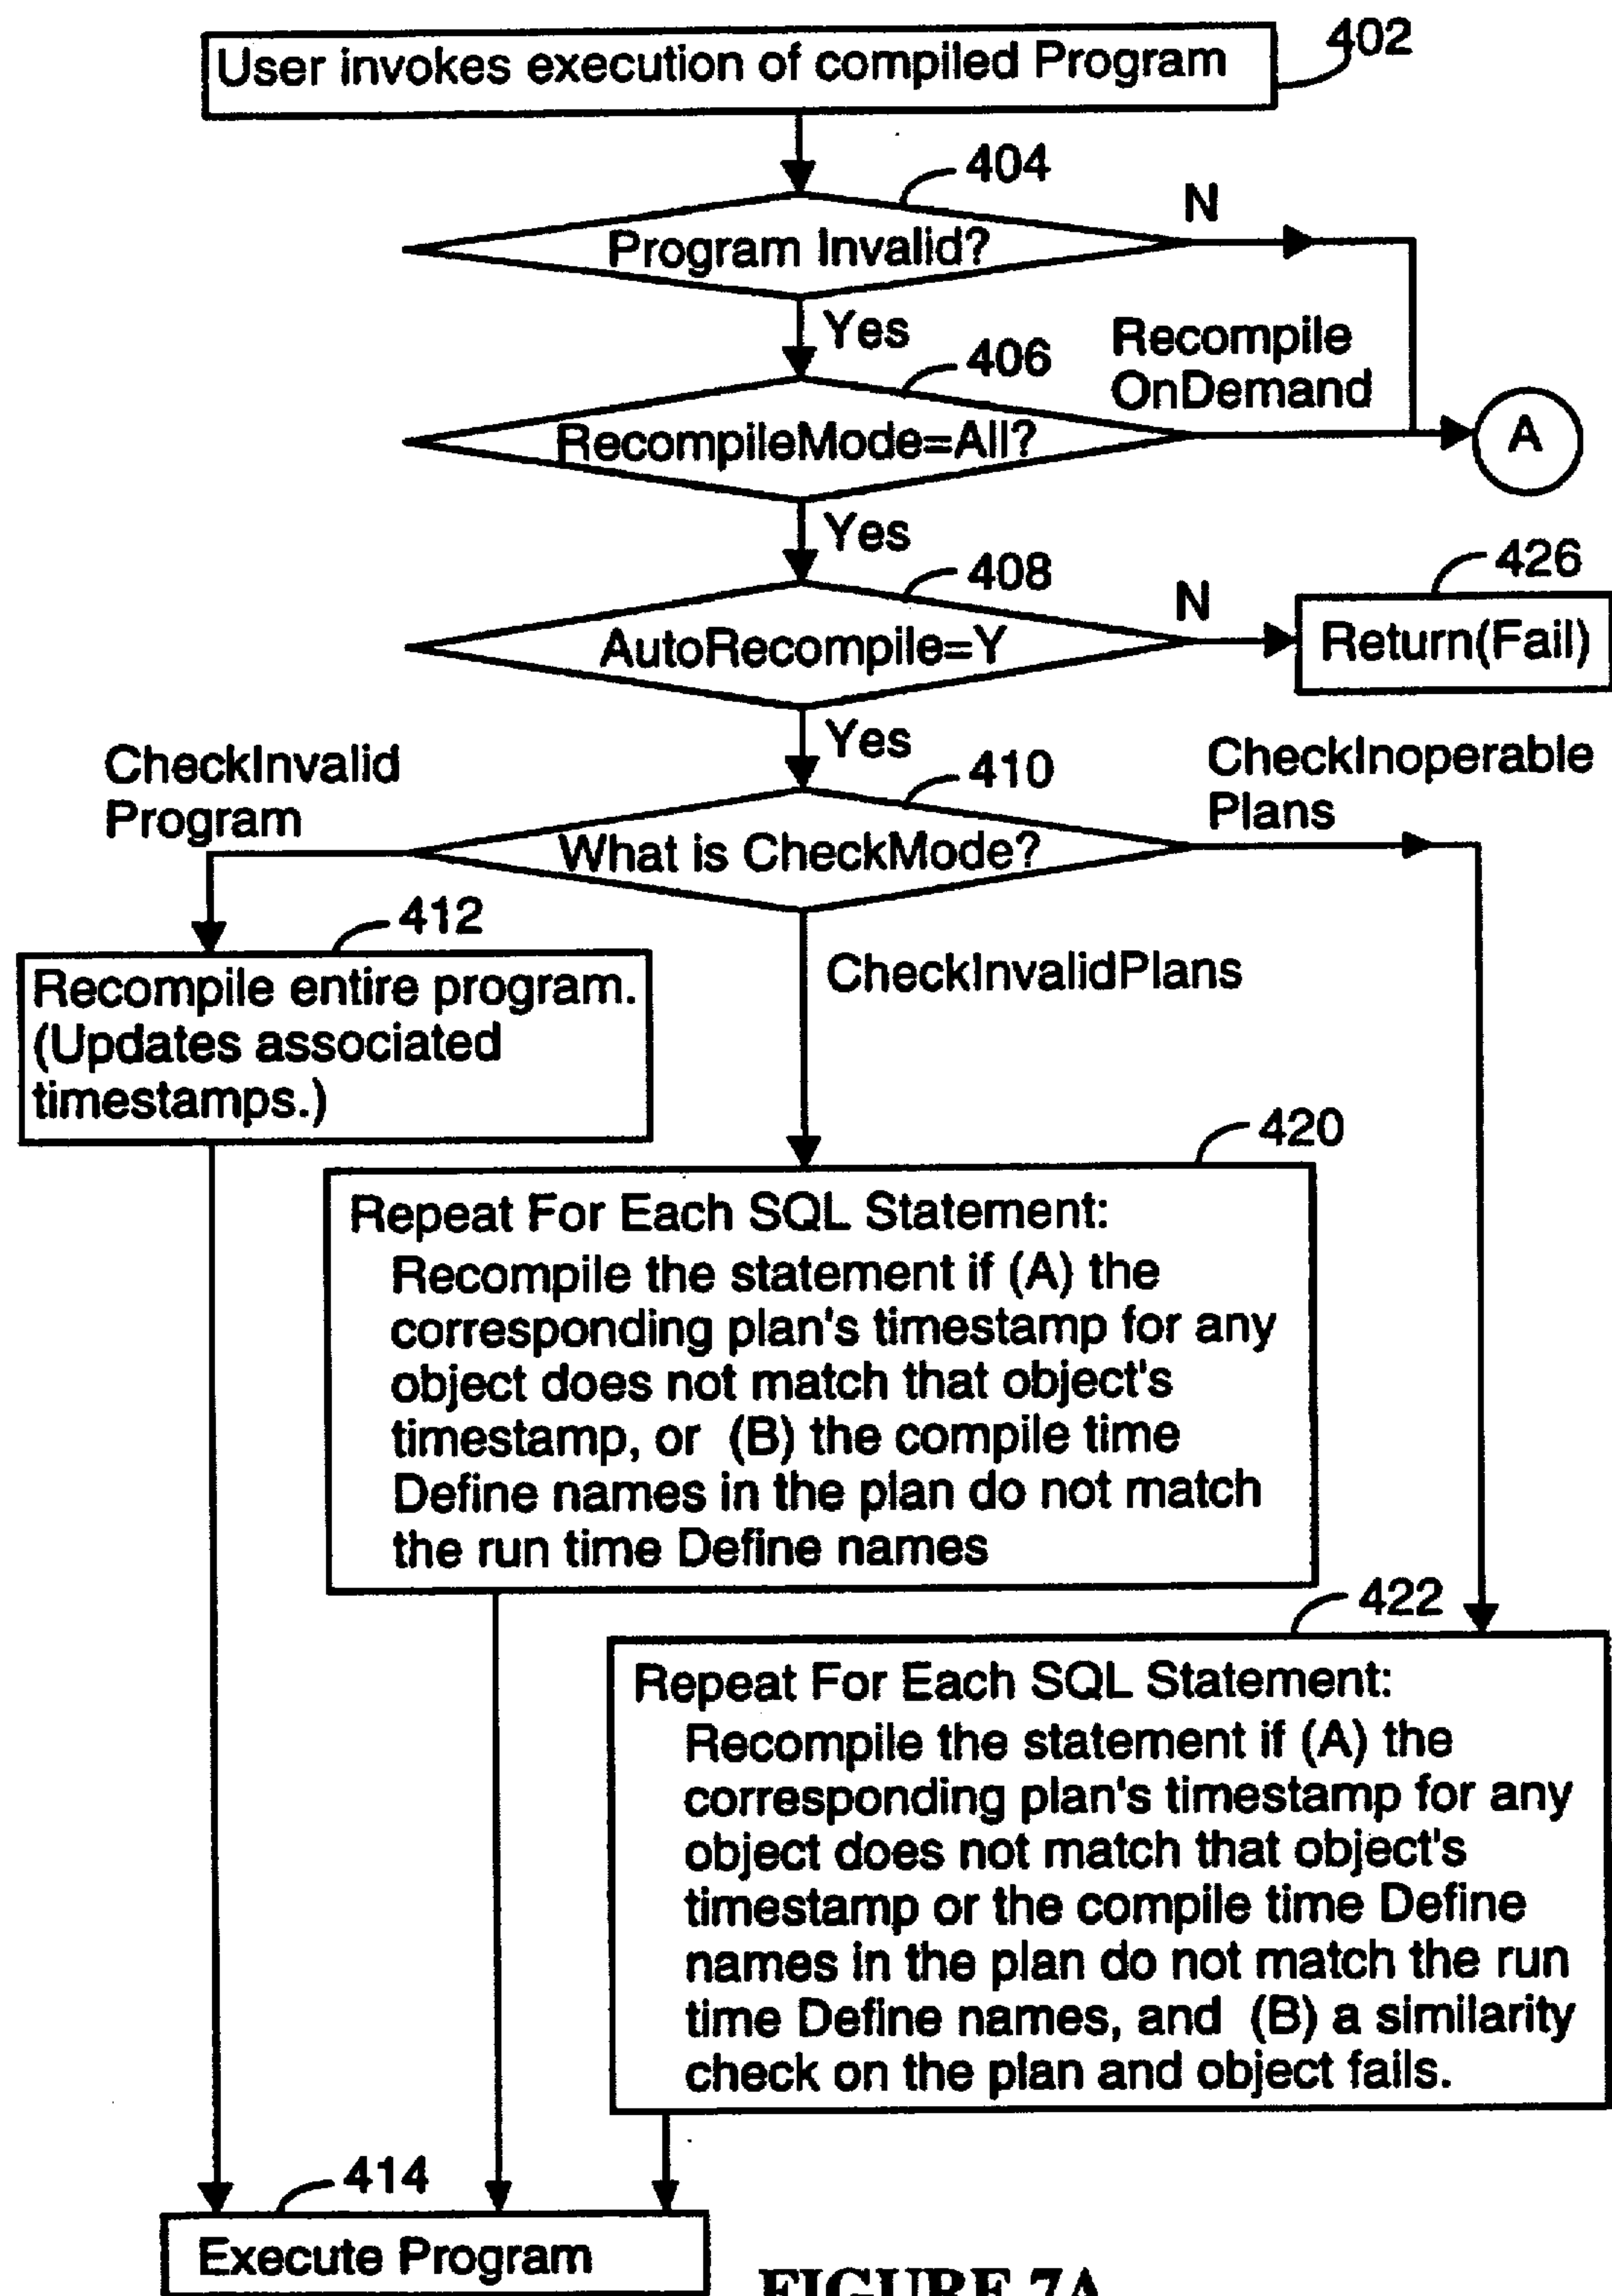 User invokes execution of compiled Program
402
404
N
Program Invalid?
Yes
406
Recompile
OnDemand
RecompileMode=All?
A
Yes
408
426
N
AutoRecompile=Y
Return(Fail)
Yes
410
CheckInvalid
Program
CheckInoperable
Plans
What is CheckMode?
412
Recompile entire program.
(Updates associated
timestamps.)
CheckInvalidPlans
420
Repeat For Each SQL Statement:
Recompile the statement if (A) the
corresponding plan's timestamp for any
object does not match that object's
timestamp, or (B) the compile time
Define names in the plan do not match
the run time Define names
422
Repeat For Each SQL Statement:
Recompile the statement if (A) the
corresponding plan's timestamp for any
object does not match that object's
timestamp or the compile time Define
names in the plan do not match the run
time Define names, and (B) a similarity
check on the plan and object fails.
414
Execute Program
FIGURE 7A